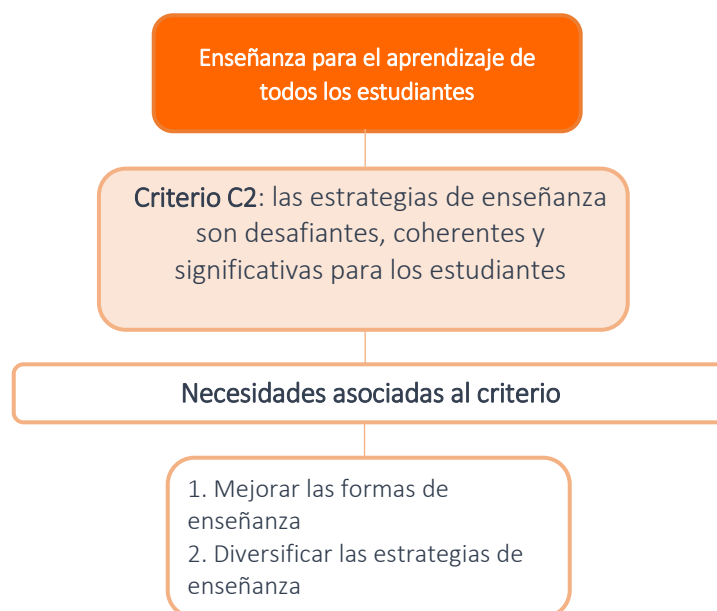 Enseñanza para el aprendizaje de
todos los estudiantes
Criterio C2: las estrategias de enseñanza
son desafiantes, coherentes y
significativas para los estudiantes
Necesidades asociadas al criterio
1. Mejorar las formas de
enseñanza
2. Diversificar las estrategias de
enseñanza